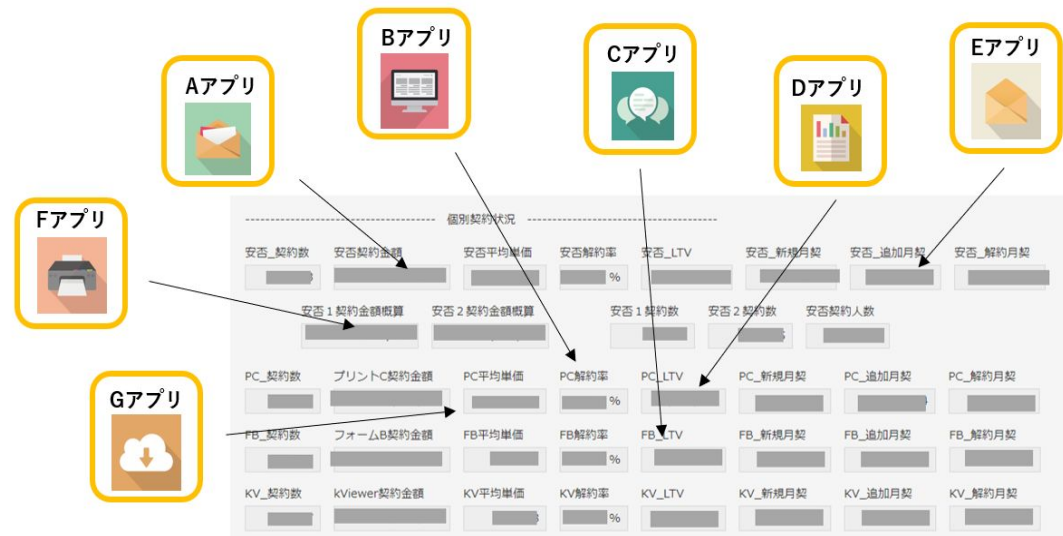 Bアプリ
Eアプリ
Cアプリ
Aアプリ
Dアプリ
Fアプリ
個別契約状況
安否_契約数 安否契約金額 安否平均単価 安否解約率 安否_LTV 安否_新規月契 安否_追加月契 安否_解約月契
%
安否1契約金額概算 安否2契約金額概算 安否1契約数 安否2契約数 安否契約人数
Gアプリ
PC_契約数 プリントC契約金額 PC平均単価 PC解約率 PC_LTV PC_新規月契 PC_追加月契 PC_解約月契
%
FB_契約数 フォームB契約金額 FB平均単価 FB解約率 FB_LTV FB_新規月契 FB_追加月契 FB_解約月契
%
KV_契約数 kViewer契約金額 KV平均単価 KV解約率 KV_LTV KV_新規月契 KV_追加月契 KV_解約月契
%